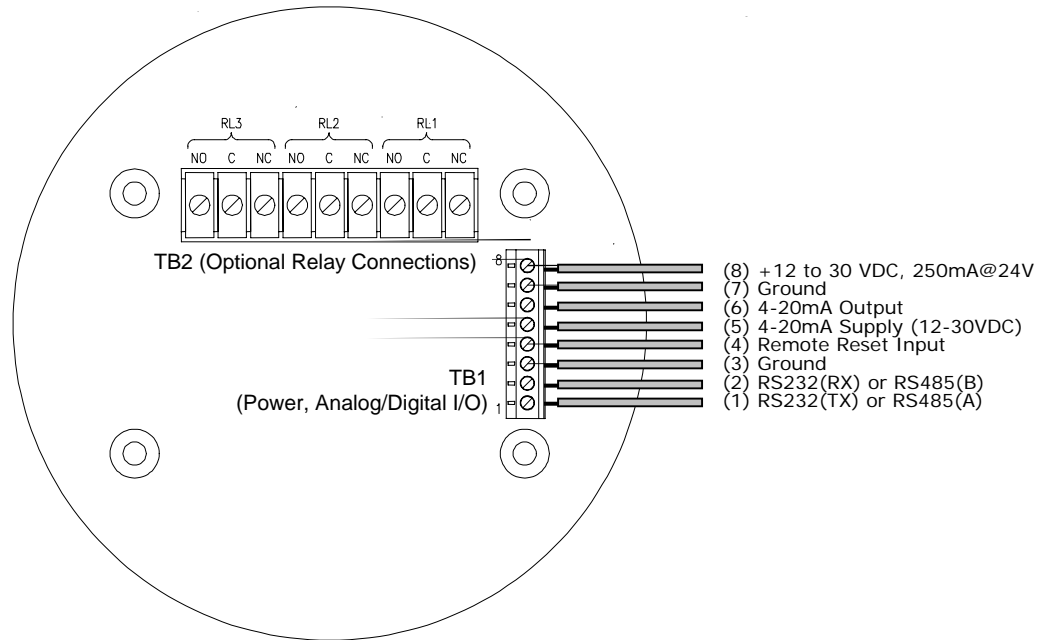 RL3 RL2 RL1
NO C NC NO C NC NO C NC
TB2 (Optional Relay Connections)
8
(8) +12 to 30 VDC, 250mA@24V
(7) Ground
(6) 4-20mA Output
(5) 4-20mA Supply (12-30VDC)
(4) Remote Reset Input
(3) Ground
(2) RS232(RX) or RS485(B)
(1) RS232(TX) or RS485(A)
TB1
(Power, Analog/Digital I/O)
1